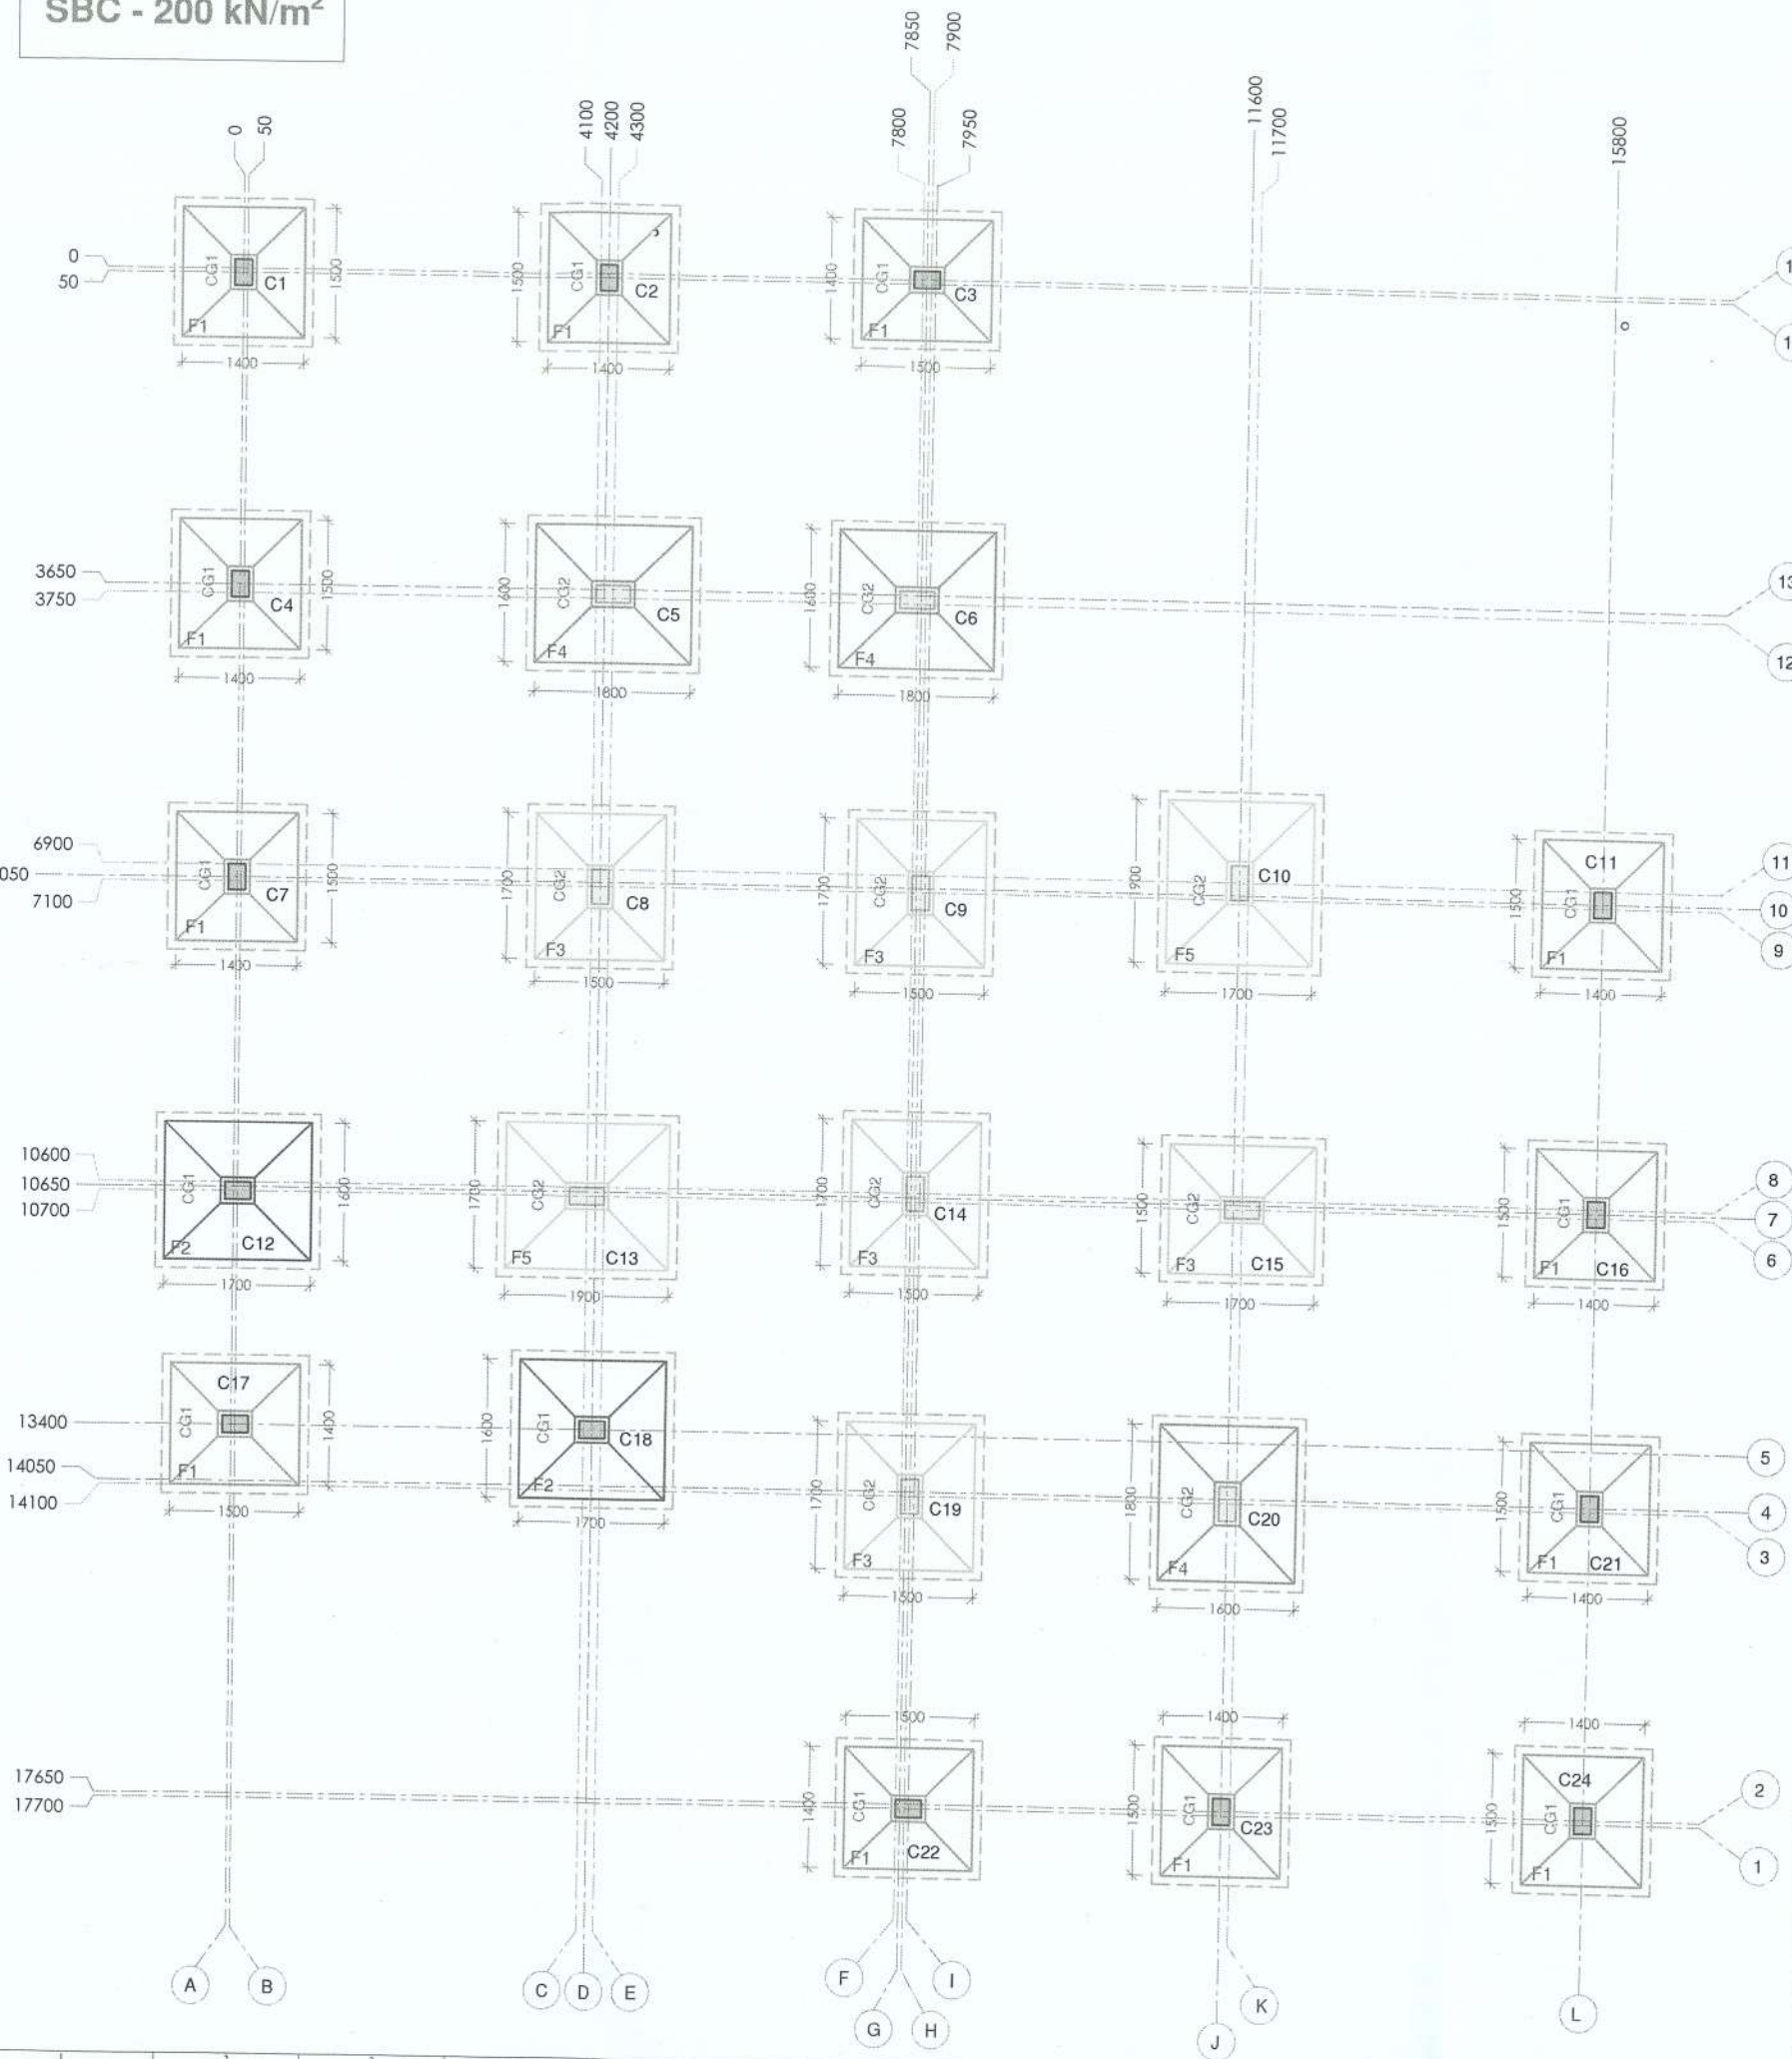 SBC - 200 kN/m²
0
50
4100
4200
4300
7800
7850
7900
7950
11600
11700
15800
0
50
CG1
C1
F1
1500
1400
1500
CG1
C2
F1
1400
1400
CG1
C3
F1
1500
3650
3750
CG1
C4
F1
1500
1400
1600
CG2
C5
F4
1800
1600
CG2
C6
F4
1800
13
12
6900
050
7100
CG1
C7
F1
1500
1400
1700
CG2
C8
F3
1500
1700
CG2
C9
F3
1500
CG2
C10
F5
1700
1500
C11
CG1
F1
1400
11
10
9
10600
10650
10700
CG1
C12
F2
1600
1700
1700
CG2
C13
F5
1900
1700
CG2
C14
F3
1500
1500
CG2
C15
F3
1700
1500
CG1
C16
F1
1400
8
7
6
13400
14050
14100
C17
CG1
F1
1400
1500
1600
CG1
C18
F2
1700
1700
CG2
C19
F3
1500
1800
CG2
C20
F4
1600
1500
CG1
C21
F1
1400
5
4
3
17650
17700
1500
1400
CG1
C22
F1
1400
1500
CG1
C23
F1
1400
1500
C24
CG1
F1
2
1
A
B
C
D
E
F
G
H
I
J
K
L